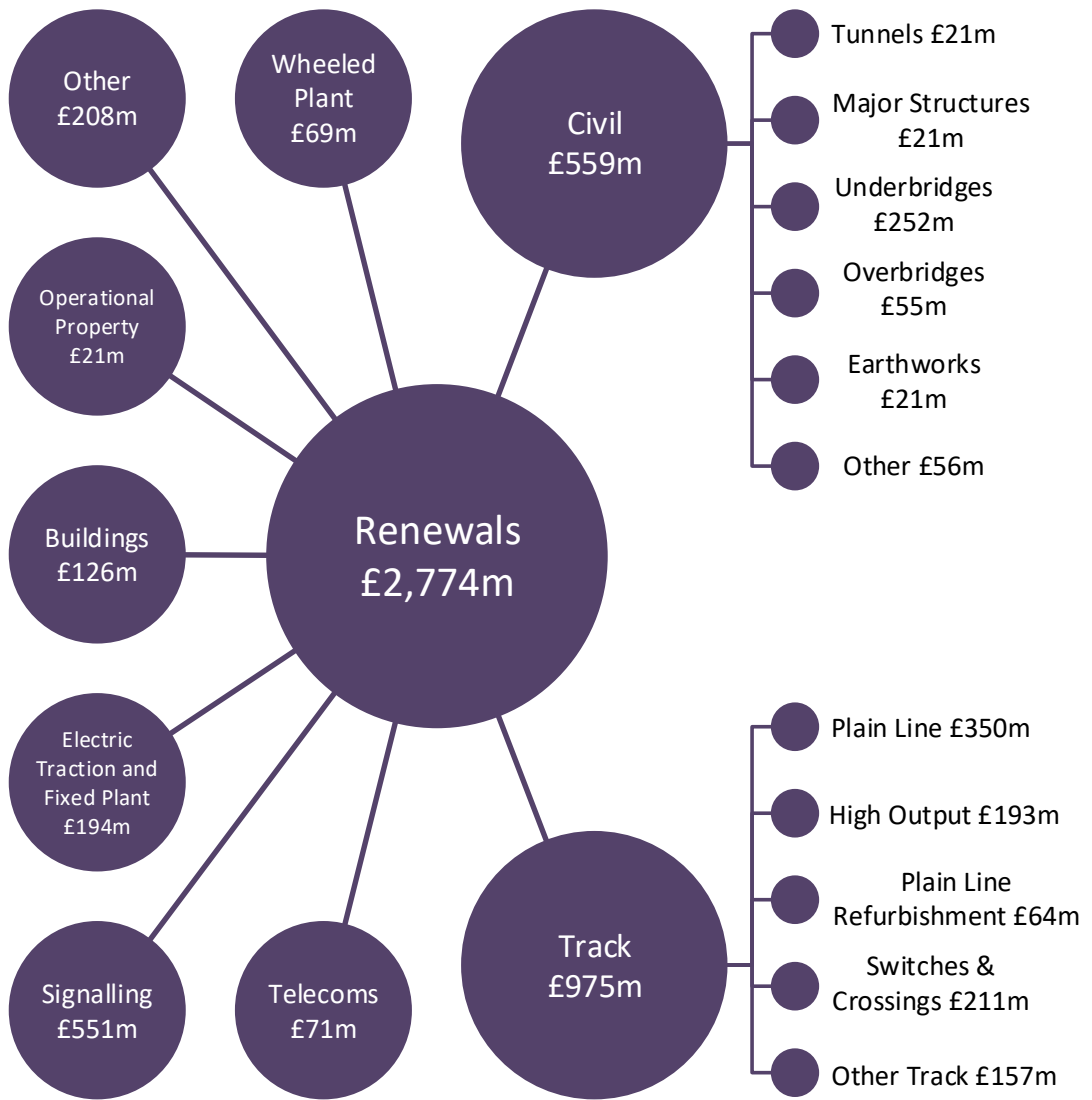 Other
£208m
Wheeled
Plant
£69m
Civil
£559m
Tunnels £21m
Major Structures
£21m
Underbridges
£252m
Overbridges
£55m
Earthworks
£21m
Other £56m
Operational
Property
£21m
Buildings
£126m
Renewals
£2,774m
Electric
Traction and
Fixed Plant
£194m
Signalling
£551m
Telecoms
£71m
Track
£975m
Plain Line £350m
High Output £193m
Plain Line
Refurbishment £64m
Switches &
Crossings £211m
Other Track £157m